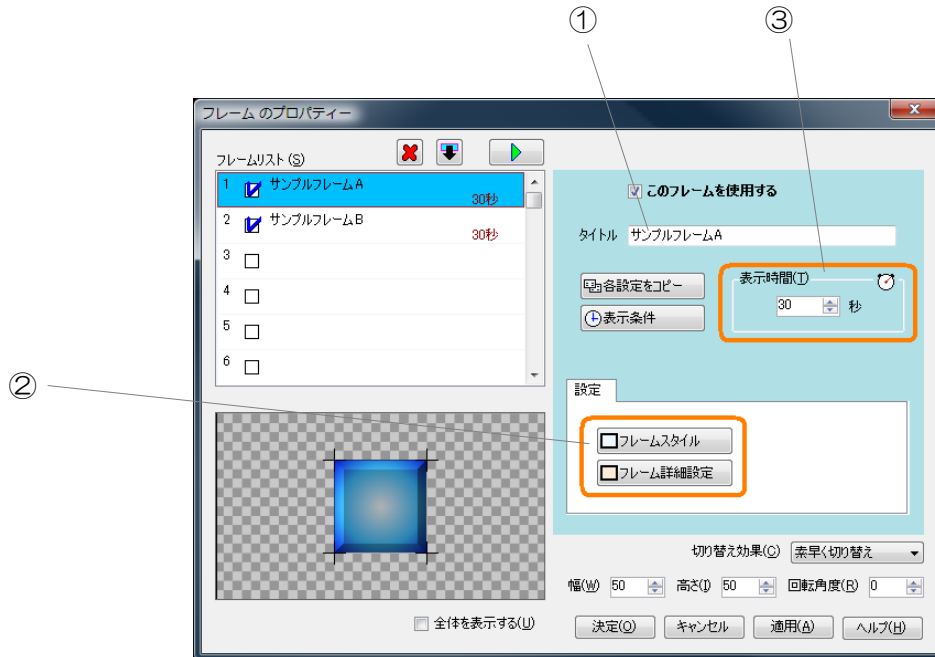 ① ③
フレーム のプロパティー
フレームリスト(S)
1 サンプルフレームA
30秒
2 サンプルフレームB
30秒
3
4
5
6
このフレームを使用する
タイトル サンプルフレームA
各設定をコピー
表示条件
表示時間(T)
30 秒
②
設定
フレームスタイル
フレーム詳細設定
全体を表示する(U)
切り替え効果(C) 素早く切り替え
幅(W) 50 高さ(I) 50 回転角度(R) 0
決定(O) キャンセル 適用(A) ヘルプ(H)